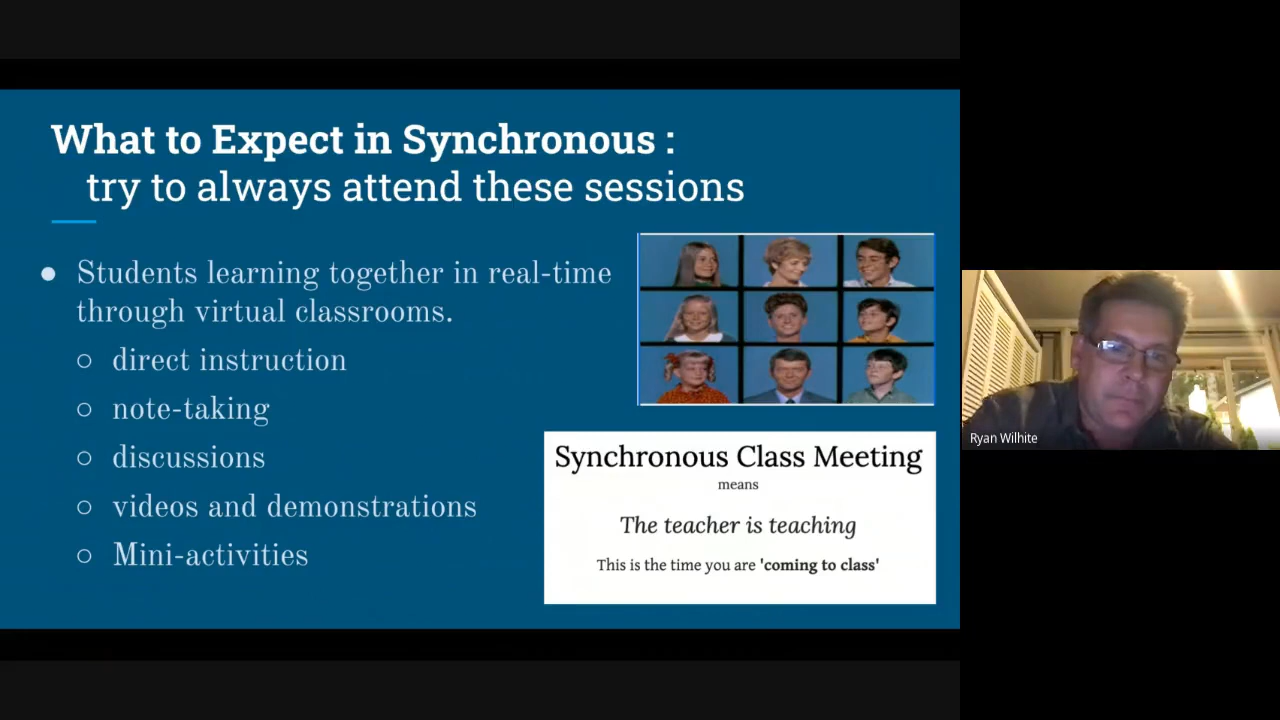 What to Expect in Synchronous :
try to always attend these sessions
● Students learning together in real-time
through virtual classrooms.
○ direct instruction
○ note-taking
○ discussions
○ videos and demonstrations
○ Mini-activities
Synchronous Class Meeting
means
The teacher is teaching
This is the time you are 'coming to class'
Ryan Wilhite